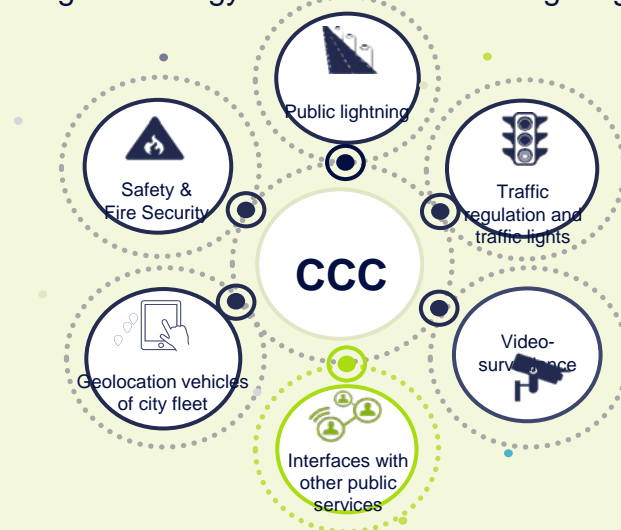 Public lightning
Safety &
Fire Security
Traffic
regulation and
traffic lights
CCC
Video-
surveillance
Geolocation vehicles
of city fleet
Interfaces with
other public
services